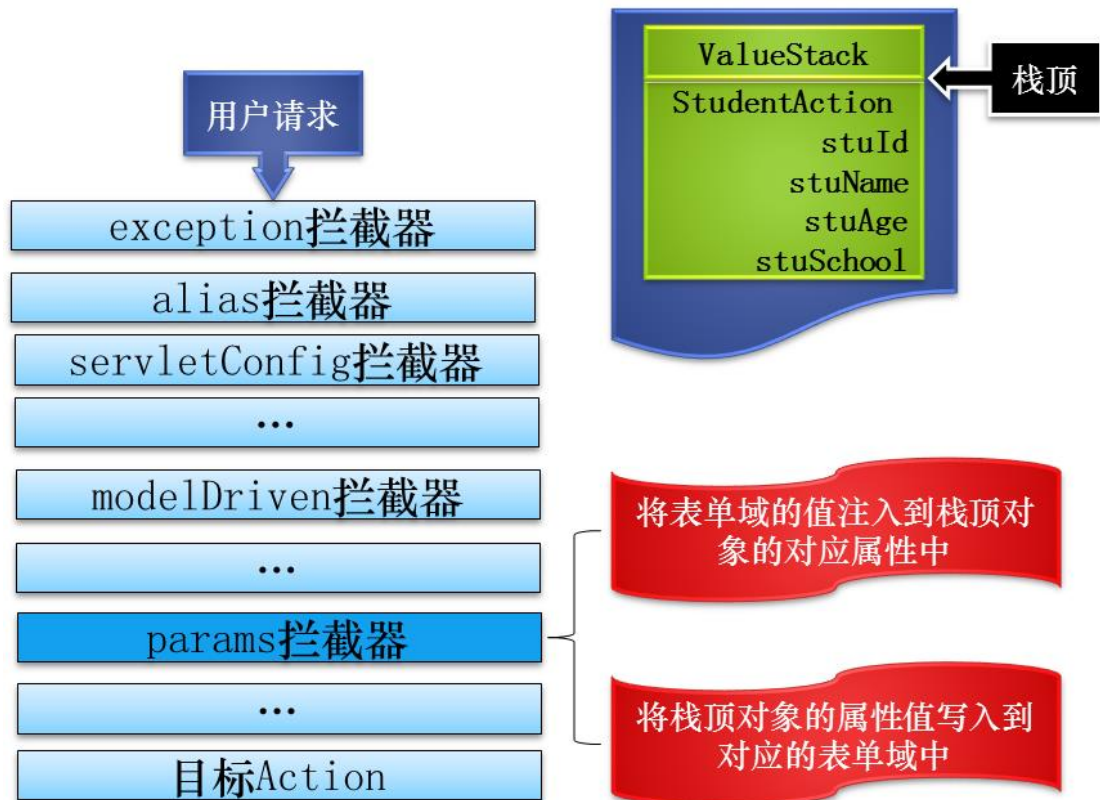 用户请求
exception拦截器
alias拦截器
servletConfig拦截器
…
modelDriven拦截器
…
params拦截器
…
目标Action
ValueStack
StudentAction
stuId
stuName
stuAge
stuSchool
栈顶
将表单域的值注入到栈顶对
象的对应属性中
将栈顶对象的属性值写入到
对应的表单域中